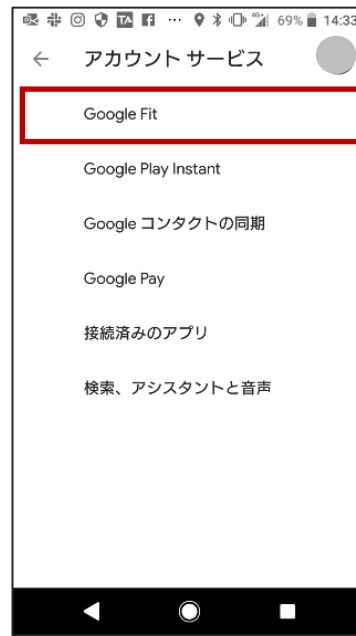 69% 14:33
アカウント サービス
Google Fit
Google Play Instant
Google コンタクトの同期
Google Pay
接続済みのアプリ
検索、アシスタントと音声